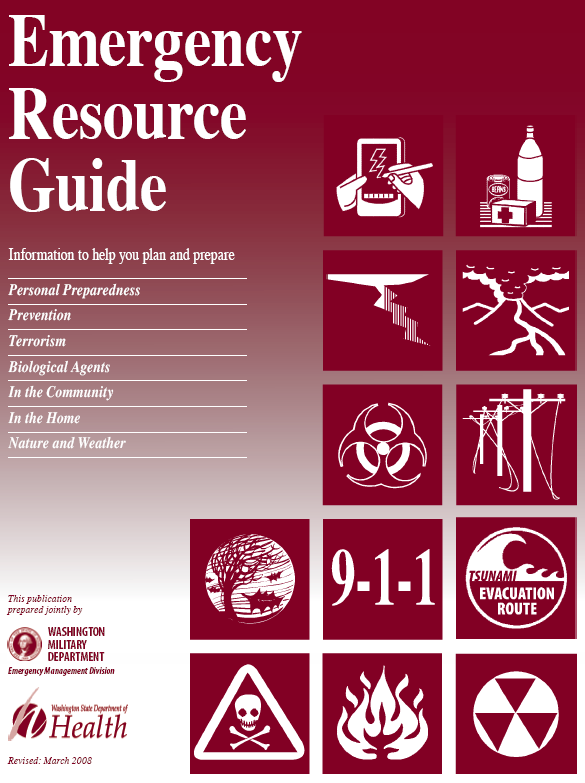 Emergency
Resource
Guide
Information to help you plan and prepare
Personal Preparedness
Prevention
Terrorism
Biological Agents
In the Community
In the Home
Nature and Weather
BEANS
9-1-1
TSUNAMI
EVACUATION
ROUTE
This publication
prepared jointly by
WASHINGTON
MILITARY
DEPARTMENT
Emergency Management Division
Washington State Department of
Health
Revised: March 2008